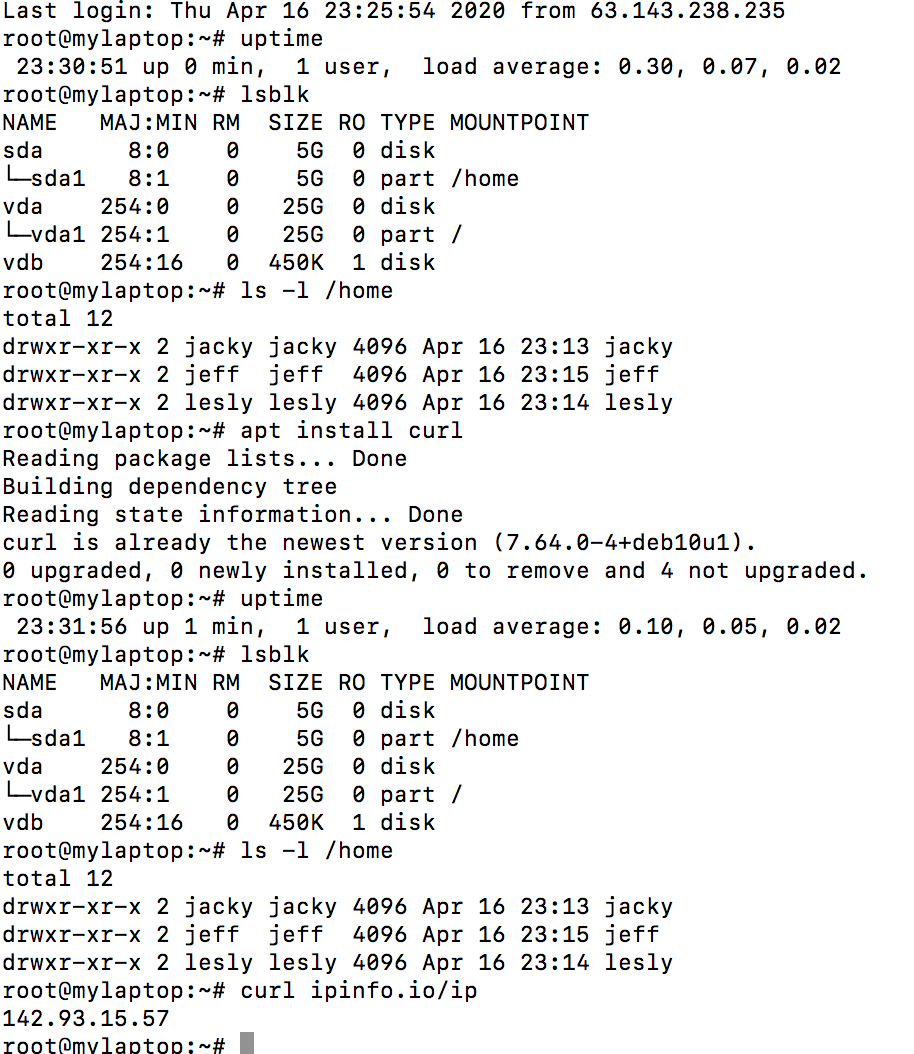 Last login: Thu Apr 16 23:25:54 2020 from 63.143.238.235
root@mylaptop:~# uptime
 23:30:51 up 0 min,  1 user,  load average: 0.30, 0.07, 0.02
root@mylaptop:~# lsblk
NAME   MAJ:MIN RM  SIZE RO TYPE MOUNTPOINT
sda      8:0    0    5G  0 disk
└─sda1   8:1    0    5G  0 part /home
vda    254:0    0   25G  0 disk
└─vda1 254:1    0   25G  0 part /
vdb    254:16   0  450K  1 disk
root@mylaptop:~# ls -l /home
total 12
drwxr-xr-x 2 jacky jacky 4096 Apr 16 23:13 jacky
drwxr-xr-x 2 jeff  jeff  4096 Apr 16 23:15 jeff
drwxr-xr-x 2 lesly lesly 4096 Apr 16 23:14 lesly
root@mylaptop:~# apt install curl
Reading package lists... Done
Building dependency tree
Reading state information... Done
curl is already the newest version (7.64.0-4+deb10u1).
0 upgraded, 0 newly installed, 0 to remove and 4 not upgraded.
root@mylaptop:~# uptime
 23:31:56 up 1 min,  1 user,  load average: 0.10, 0.05, 0.02
root@mylaptop:~# lsblk
NAME   MAJ:MIN RM  SIZE RO TYPE MOUNTPOINT
sda      8:0    0    5G  0 disk
└─sda1   8:1    0    5G  0 part /home
vda    254:0    0   25G  0 disk
└─vda1 254:1    0   25G  0 part /
vdb    254:16   0  450K  1 disk
root@mylaptop:~# ls -l /home
total 12
drwxr-xr-x 2 jacky jacky 4096 Apr 16 23:13 jacky
drwxr-xr-x 2 jeff  jeff  4096 Apr 16 23:15 jeff
drwxr-xr-x 2 lesly lesly 4096 Apr 16 23:14 lesly
root@mylaptop:~# curl ipinfo.io/ip
142.93.15.57
root@mylaptop:~#